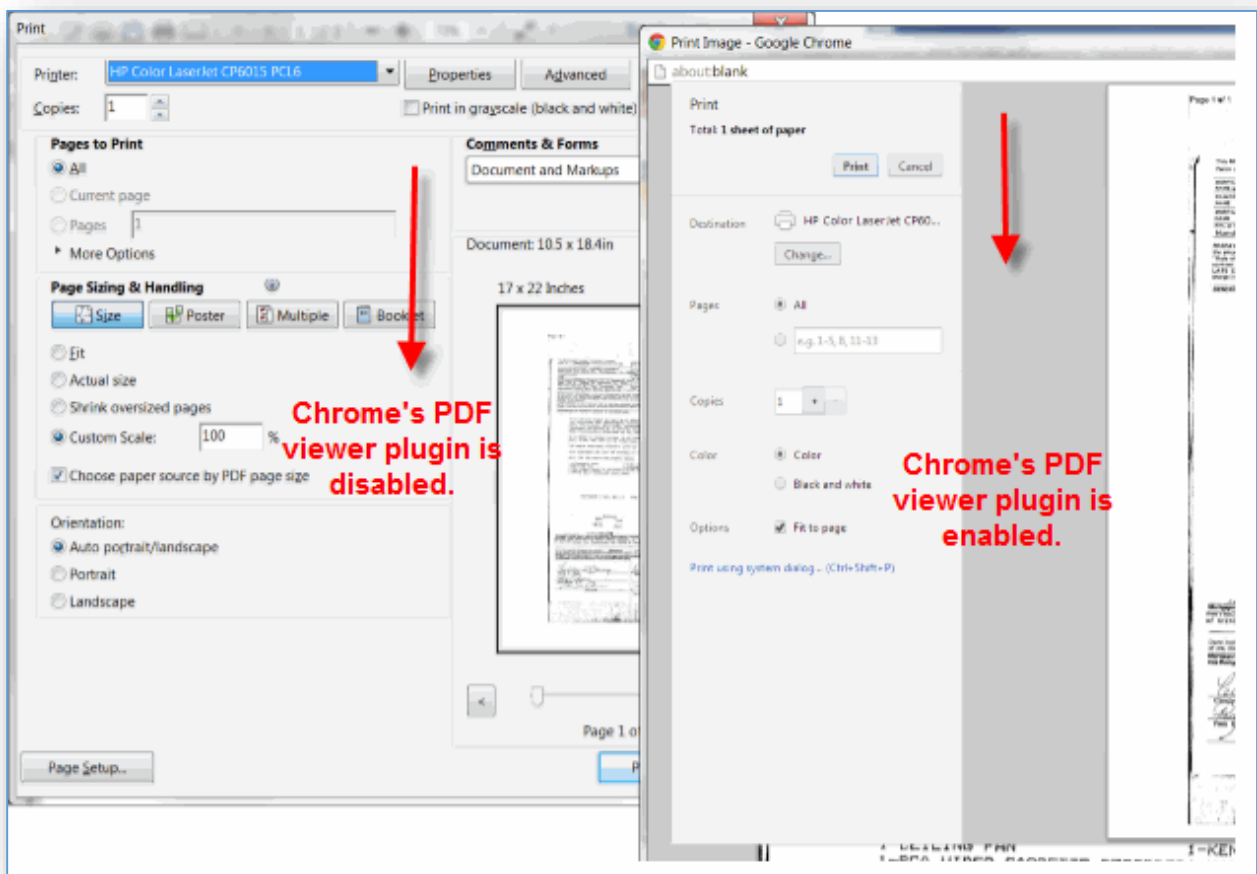 Print
Printer: HP Color LaserJet CP6015 PCL6
Properties
Advanced
Copies: 1
Print in grayscale (black and white)
Pages to Print
All
Current page
Pages 1
More Options
Comments & Forms
Document and Markups
Page Sizing & Handling
Size
Poster
Multiple
Booklet
Fit
Actual size
Shrink oversized pages
Custom Scale: 100 %
Choose paper source by PDF page size
Orientation:
Auto portrait/landscape
Portrait
Landscape
Document: 10.5 x 18.4in
17 x 22 Inches
<
Page 1 of
Page Setup...
P
Chrome's PDF
viewer plugin is
disabled.
Print Image - Google Chrome
about:blank
Print
Total: 1 sheet of paper
Print
Cancel
Destination
HP Color LaserJet CP60...
Change...
Pages
All
e.g. 1-5, 8, 11-13
Copies
1
+
-
Color
Color
Black and white
Options
Fit to page
Print using system dialog... (Ctrl+Shift+P)
Chrome's PDF
viewer plugin is
enabled.
Page 1 of 1
1-KEN